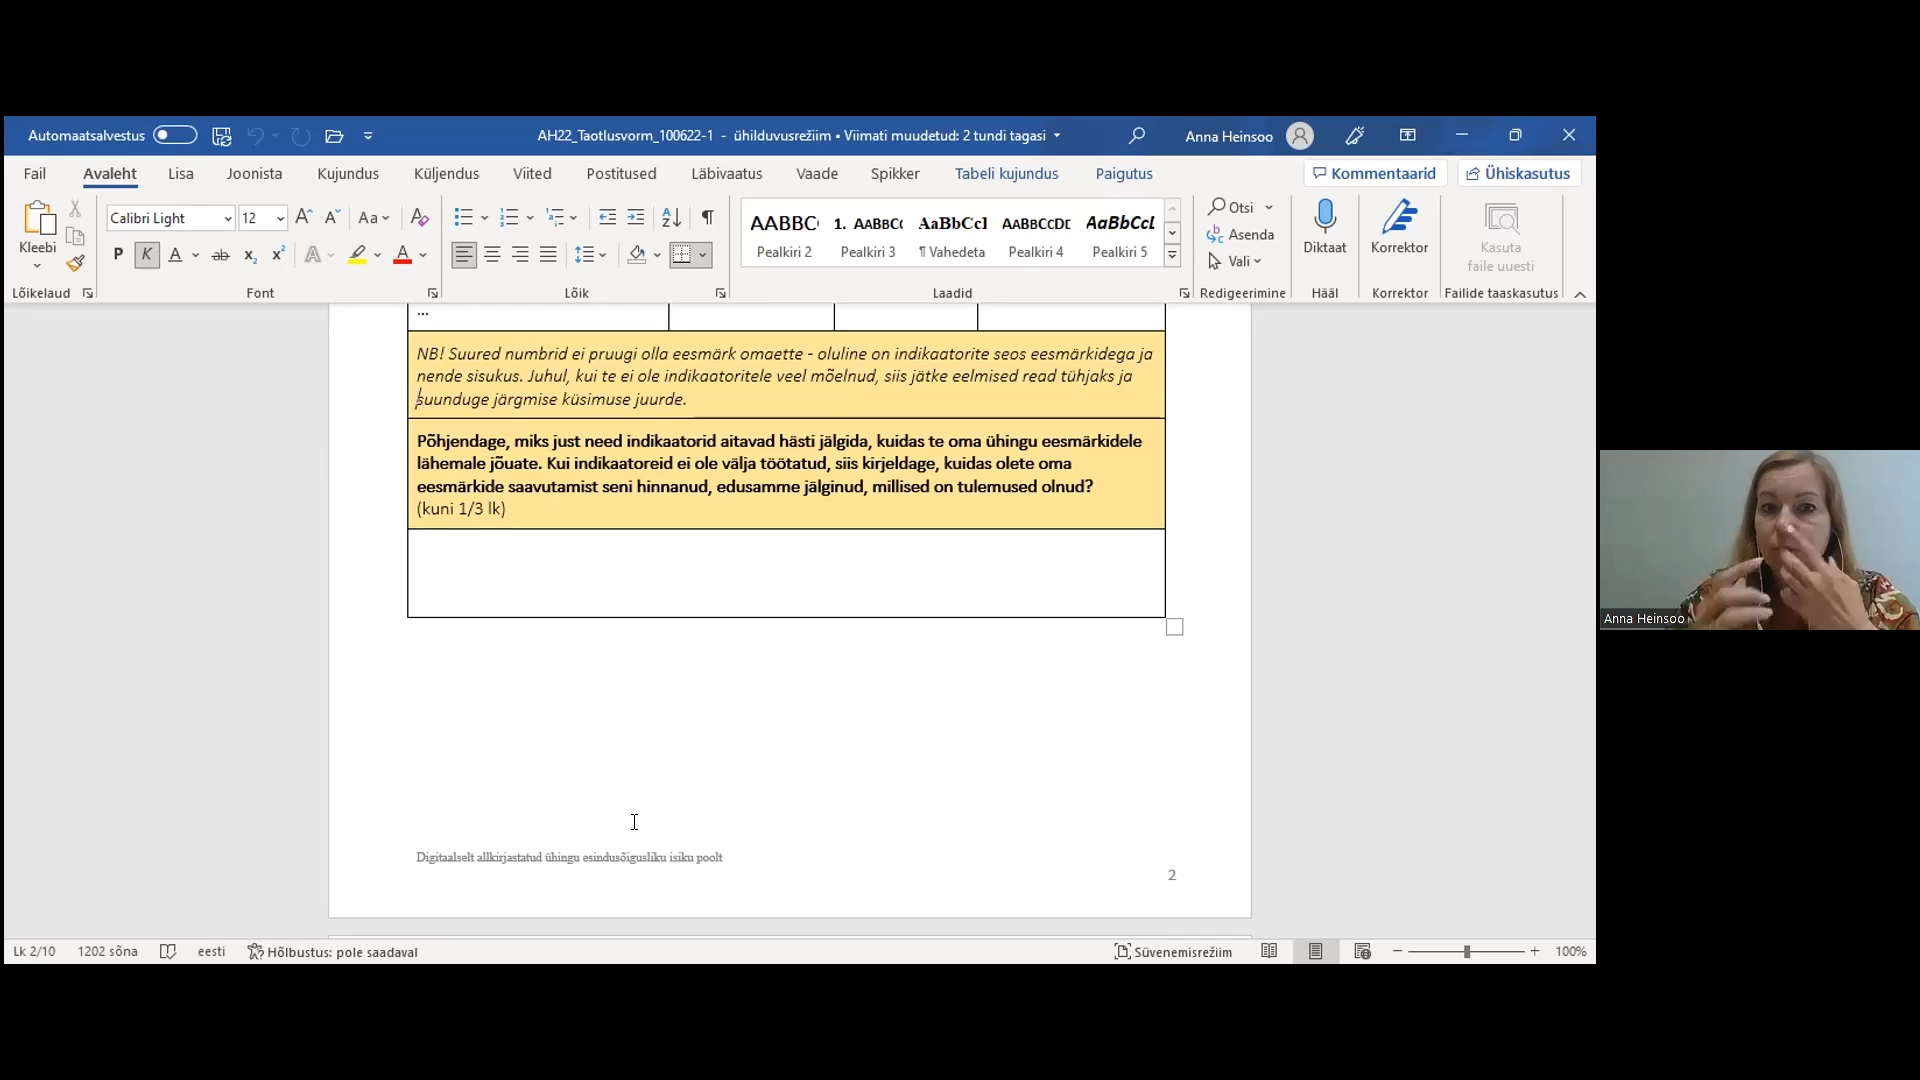 Automaatsalvestus
AH22_Taotlusvorm_100622-1 - ühilduvusrežiim • Viimati muudetud: 2 tundi tagasi
Anna Heinsoo
Fail Avaleht Lisa Joonista Kujundus Küljendus Viited Postitused Läbivaatus Vaade Spikker Tabeli kujundus Paigutus
Kommentaarid Ühiskasutus
Kleebi
Lõikelaud
Calibri Light 12
P K A ab x₂ x²
Font
Lõik
AABBC 1. AABBC AaBbCcI AABBCCDE AaBbCcL
Pealkiri 2 Pealkiri 3 ¶ Vahedeta Pealkiri 4 Pealkiri 5
Laadid
Otsi
Asenda
Vali
Redigeerimine
Diktaat
Hääl
Korrektor
Korrektor
Kasuta
faile uuesti
Failide taaskasutus
...
NB! Suured numbrid ei pruugi olla eesmärk omaette - oluline on indikaatorite seos eesmärkidega ja
nende sisukus. Juhul, kui te ei ole indikaatoritele veel mõelnud, siis jätke eelmised read tühjaks ja
suunduge järgmise küsimuse juurde.
Põhjendage, miks just need indikaatorid aitavad hästi jälgida, kuidas te oma ühingu eesmärkidele
lähemale jõuate. Kui indikaatoreid ei ole välja töötatud, siis kirjeldage, kuidas olete oma
eesmärkide saavutamist seni hinnanud, edusamme jälginud, millised on tulemused olnud?
(kuni 1/3 lk)
Digitaalselt allkirjastatud ühingu esindusõigusliku isiku poolt
2
Lk 2/10 1202 sõna eesti Hõlbustus: pole saadaval
Süvenemisrežiim 100%
Anna Heinsoo